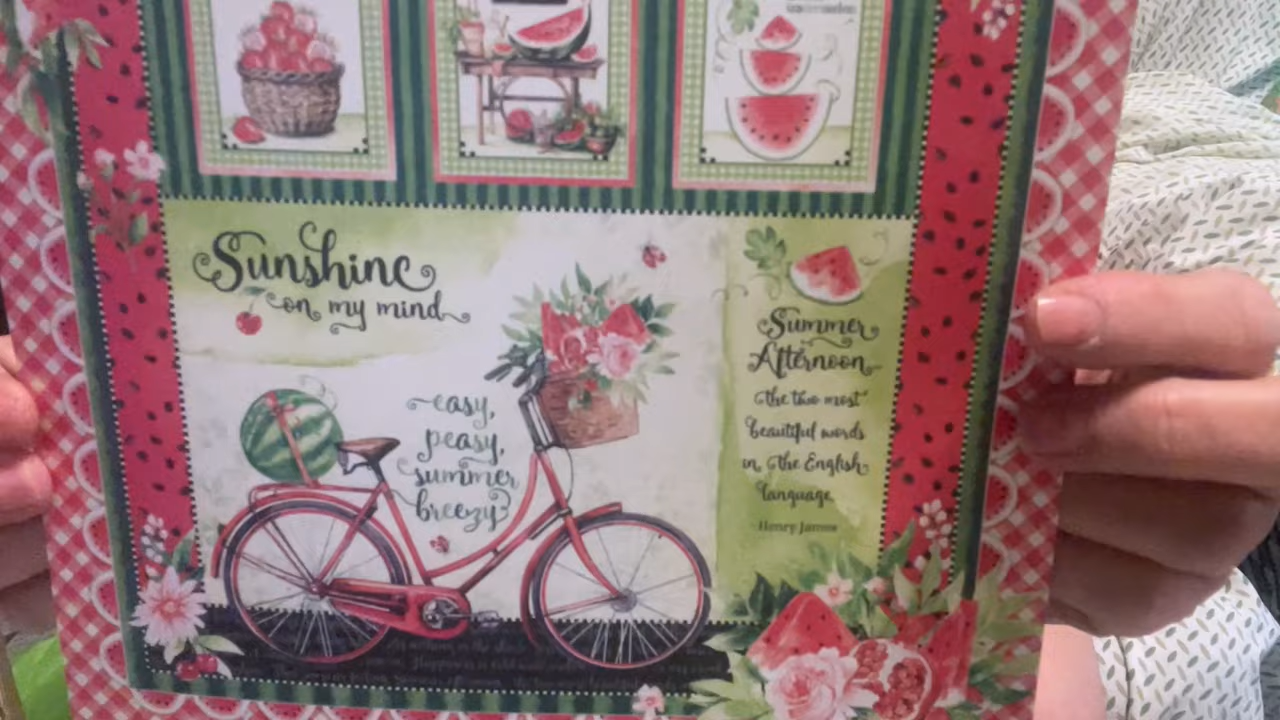 Sunshine
on my mind
easy,
peasy,
summer
breezy?
Summer
Afternoon
the two most
beautiful words
in the English
language.
-Henry James